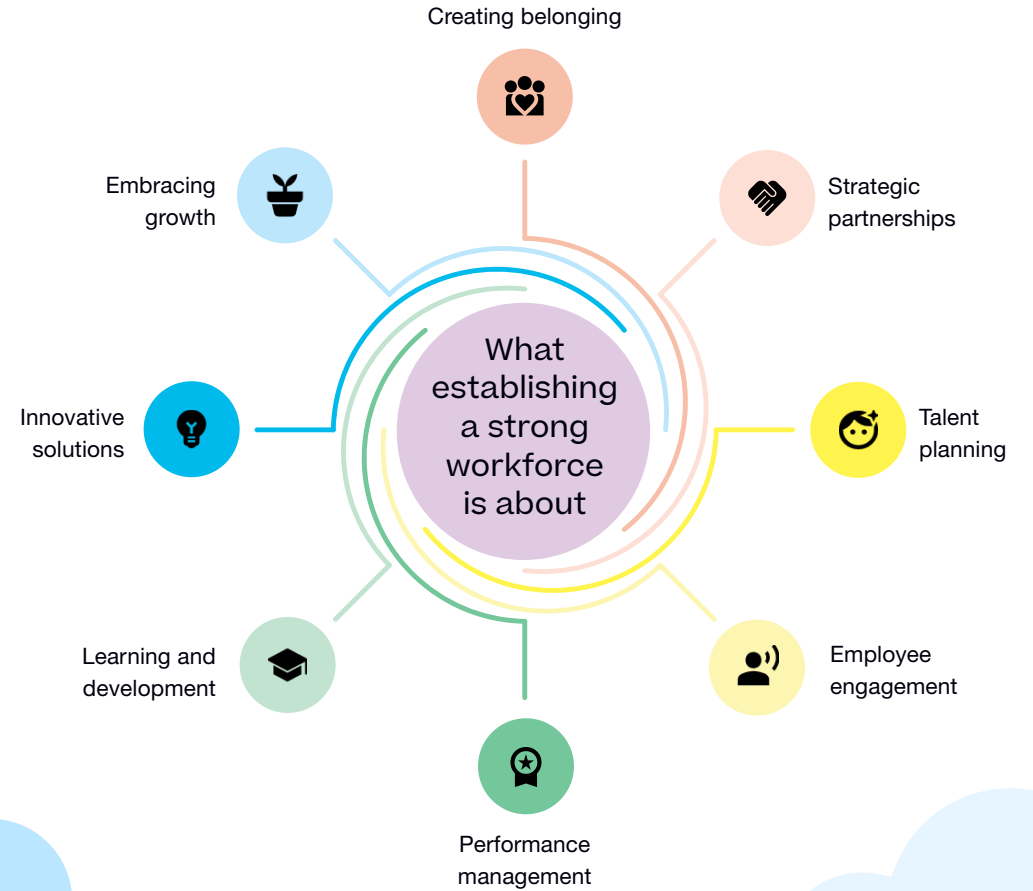 Creating belonging
Strategic
partnerships
Talent
planning
Employee
engagement
Performance
management
Learning and
development
Innovative
solutions
Embracing
growth
What
establishing
a strong
workforce
is about